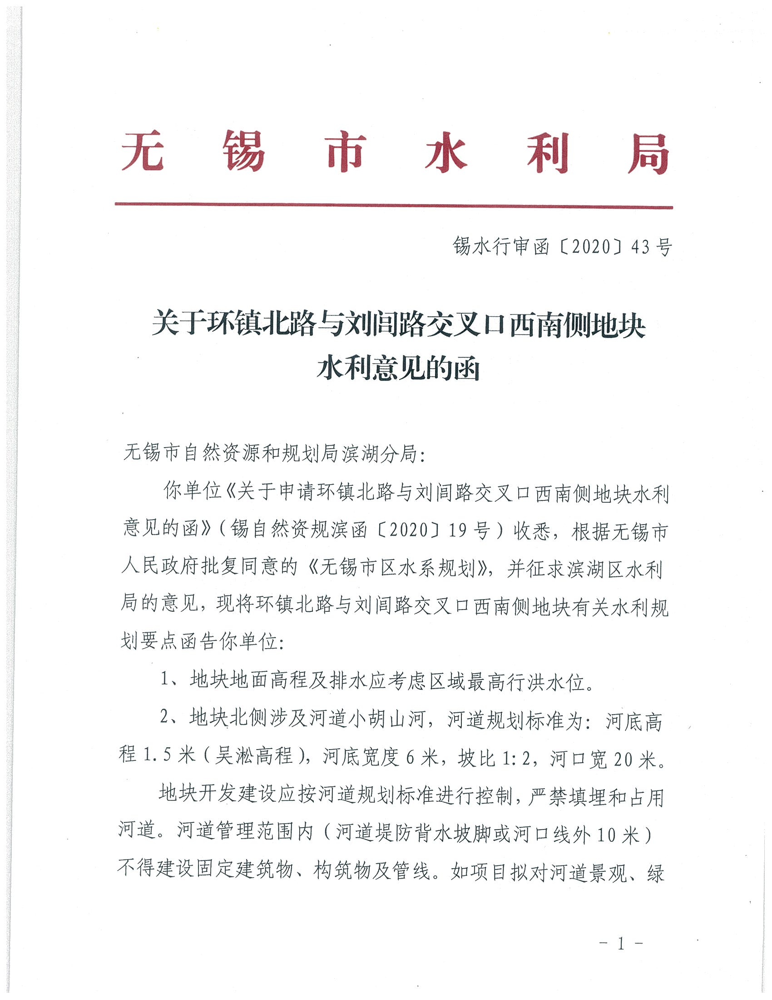 无锡市水利局
锡水行审函〔2020〕43号
关于环镇北路与刘闾路交叉口西南侧地块
水利意见的函
无锡市自然资源和规划局滨湖分局：
你单位《关于申请环镇北路与刘闾路交叉口西南侧地块水利
意见的函》（锡自然资规滨函〔2020〕19号）收悉，根据无锡市
人民政府批复同意的《无锡市区水系规划》，并征求滨湖区水利
局的意见，现将环镇北路与刘闾路交叉口西南侧地块有关水利规
划要点函告你单位：
1、地块地面高程及排水应考虑区域最高行洪水位。
2、地块北侧涉及河道小胡山河，河道规划标准为：河底高
程1.5米（吴淞高程），河底宽度6米，坡比1:2，河口宽20米。
地块开发建设应按河道规划标准进行控制，严禁填埋和占用
河道。河道管理范围内（河道堤防背水坡脚或河口线外10米）
不得建设固定建筑物、构筑物及管线。如项目拟对河道景观、绿
- 1 -